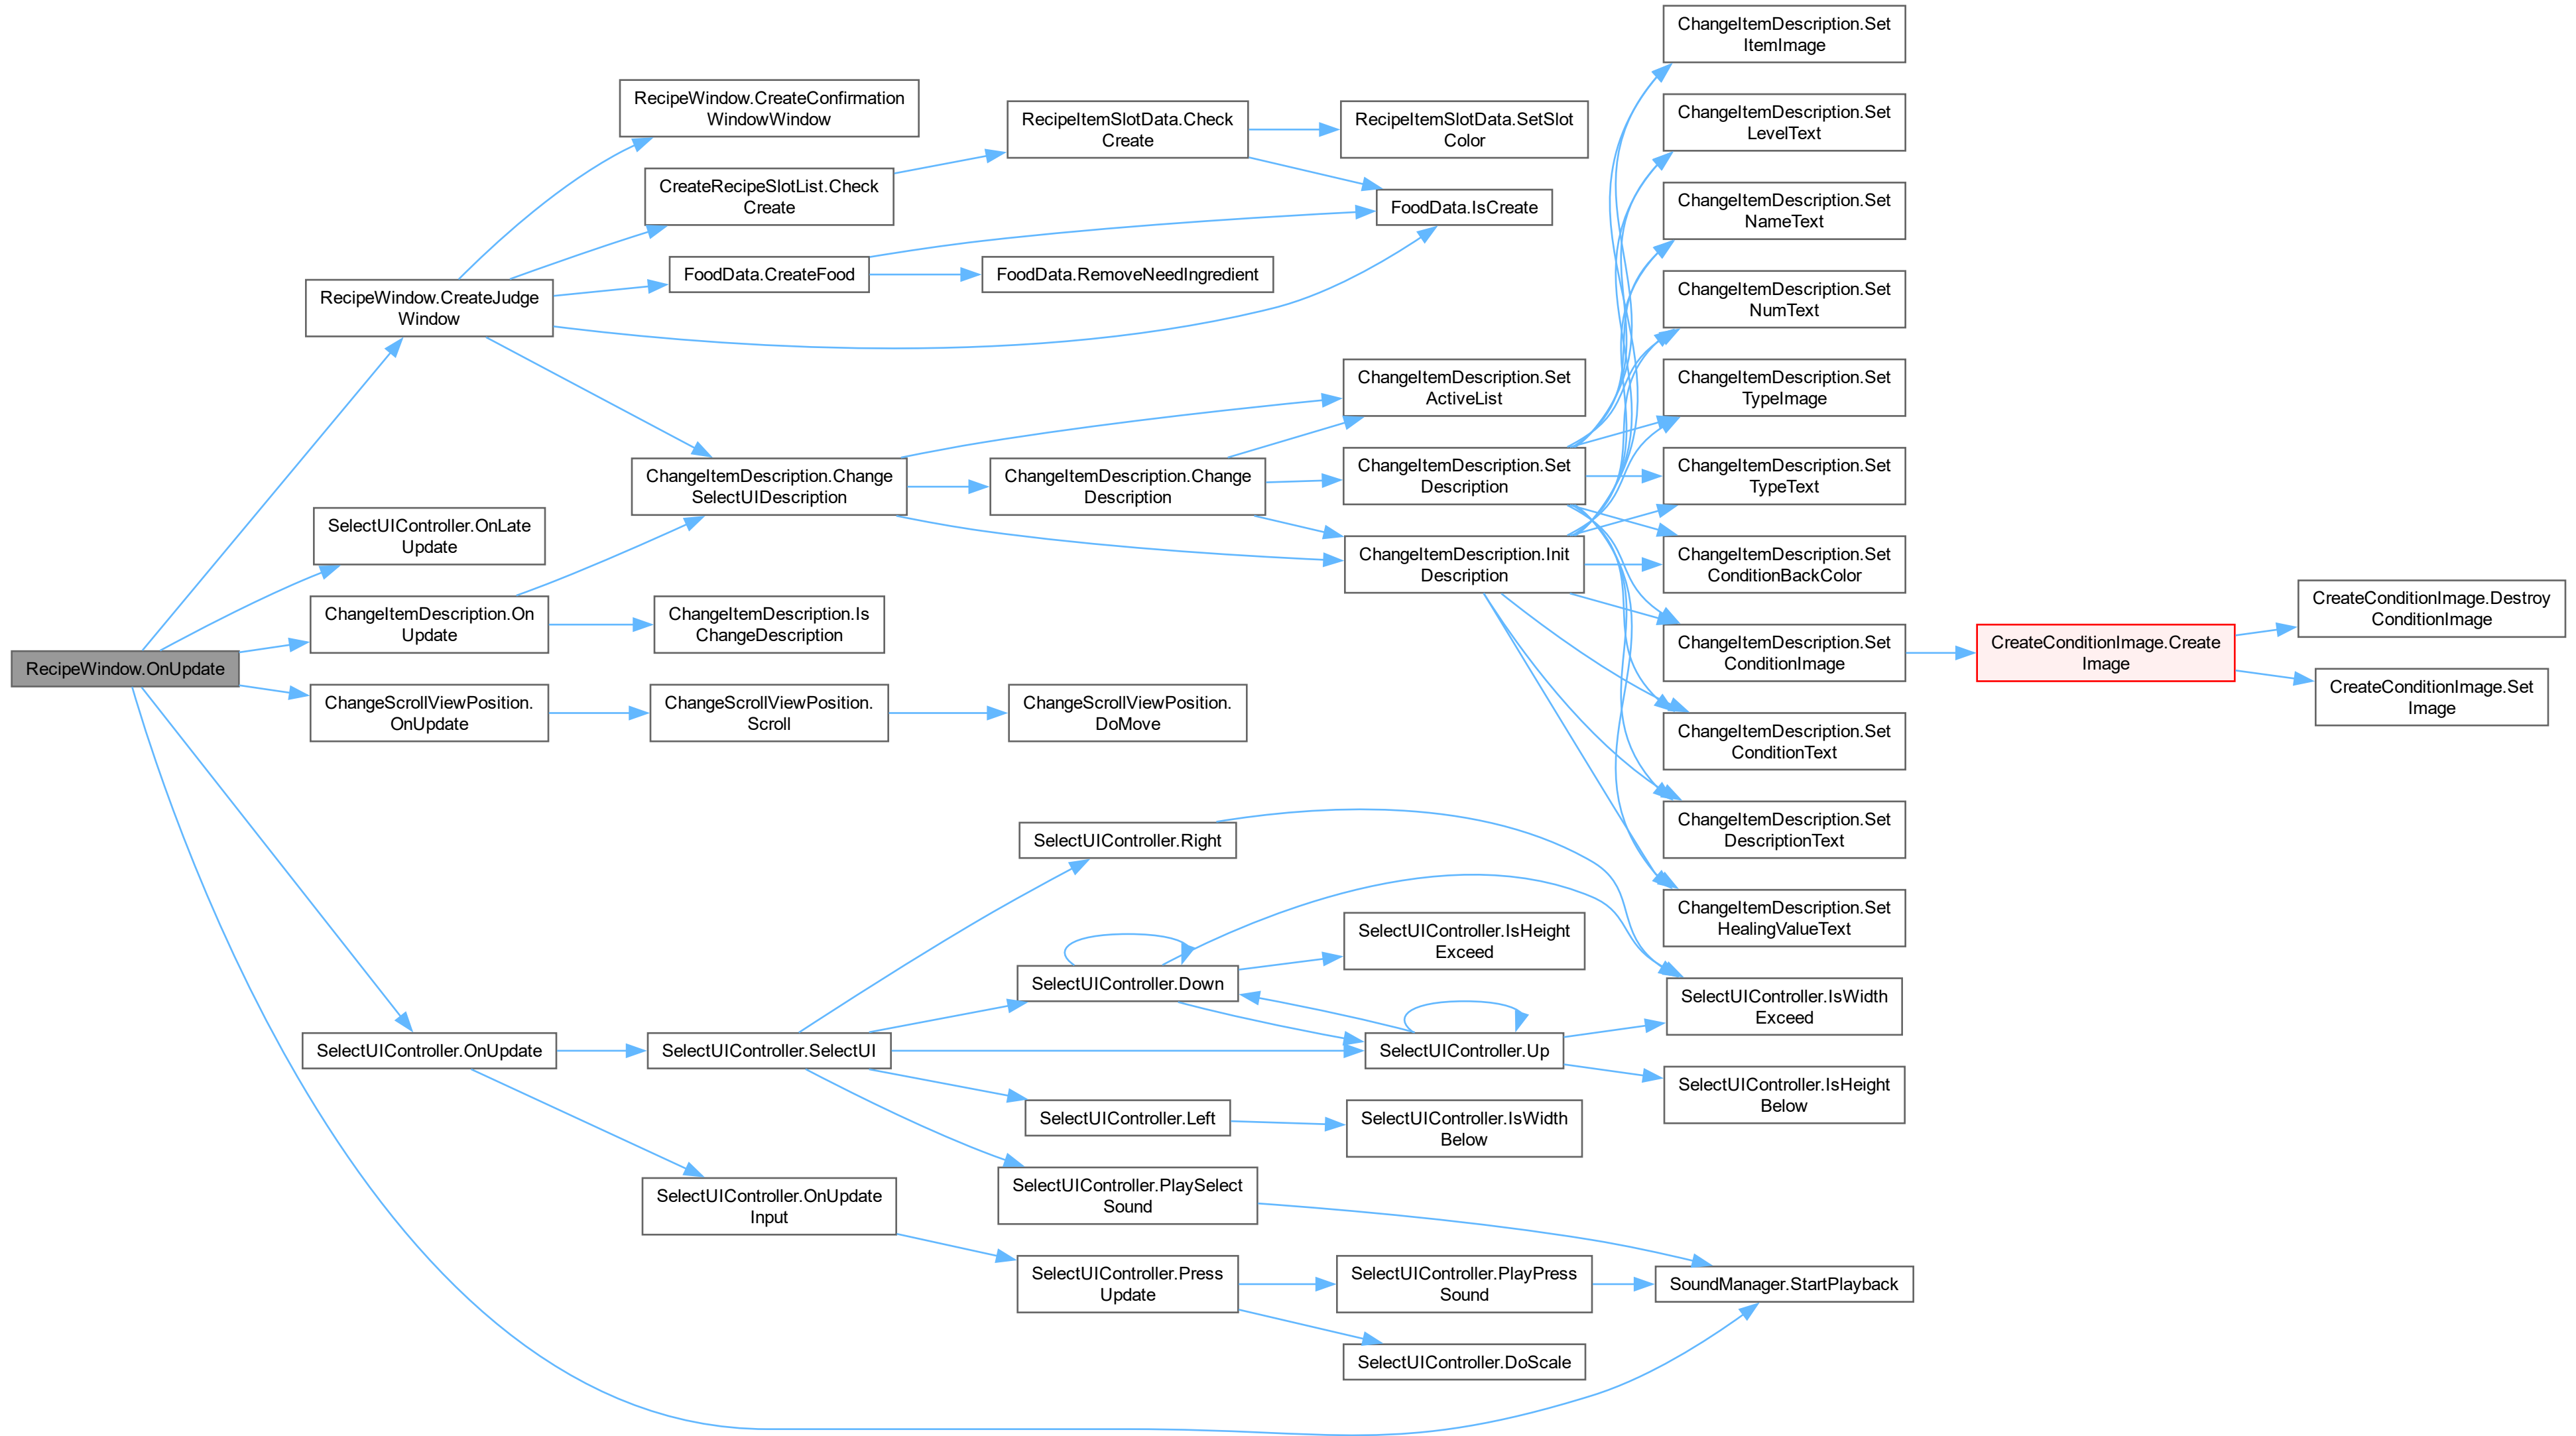 RecipeWindow.OnUpdate
RecipeWindow.CreateJudge
Window
SelectUIController.OnLate
Update
ChangeItemDescription.On
Update
ChangeScrollViewPosition.
OnUpdate
SelectUIController.OnUpdate
RecipeWindow.CreateConfirmation
WindowWindow
CreateRecipeSlotList.Check
Create
FoodData.CreateFood
ChangeItemDescription.Change
SelectUIDescription
ChangeItemDescription.Is
ChangeDescription
ChangeScrollViewPosition.
Scroll
SelectUIController.SelectUI
SelectUIController.OnUpdate
Input
RecipeItemSlotData.Check
Create
FoodData.RemoveNeedIngredient
ChangeItemDescription.Change
Description
ChangeScrollViewPosition.
DoMove
SelectUIController.Right
SelectUIController.Down
SelectUIController.Left
SelectUIController.PlaySelect
Sound
SelectUIController.Press
Update
RecipeItemSlotData.SetSlot
Color
FoodData.IsCreate
ChangeItemDescription.Set
ActiveList
ChangeItemDescription.Set
Description
ChangeItemDescription.Init
Description
SelectUIController.IsHeight
Exceed
SelectUIController.Up
SelectUIController.IsWidth
Below
SelectUIController.PlayPress
Sound
SelectUIController.DoScale
ChangeItemDescription.Set
ItemImage
ChangeItemDescription.Set
LevelText
ChangeItemDescription.Set
NameText
ChangeItemDescription.Set
NumText
ChangeItemDescription.Set
TypeImage
ChangeItemDescription.Set
TypeText
ChangeItemDescription.Set
ConditionBackColor
ChangeItemDescription.Set
ConditionImage
ChangeItemDescription.Set
ConditionText
ChangeItemDescription.Set
DescriptionText
ChangeItemDescription.Set
HealingValueText
SelectUIController.IsWidth
Exceed
SelectUIController.IsHeight
Below
SoundManager.StartPlayback
CreateConditionImage.Create
Image
CreateConditionImage.Destroy
ConditionImage
CreateConditionImage.Set
Image